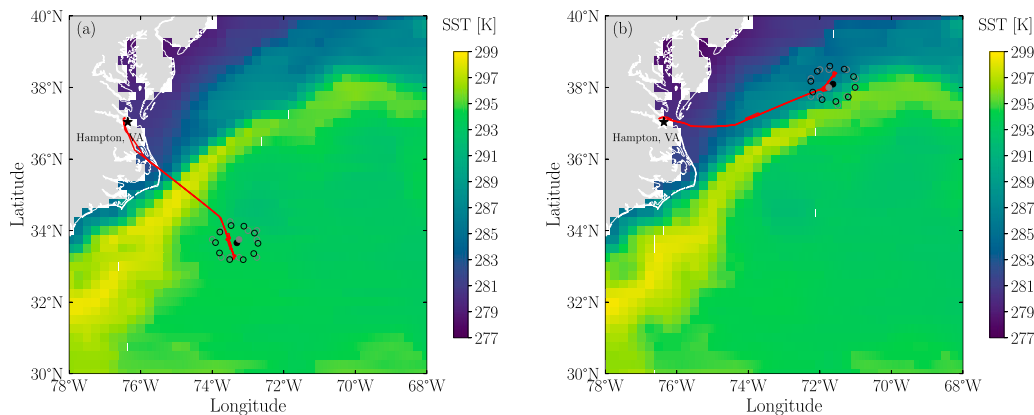 (a)
SST [K]
40°N
38°N
36°N
34°N
32°N
30°N
Latitude
Hampton, VA
78°W 76°W 74°W 72°W 70°W 68°W
Longitude
299
297
295
293
291
289
287
285
283
281
279
277
(b)
SST [K]
40°N
38°N
36°N
34°N
32°N
30°N
Latitude
Hampton, VA
78°W 76°W 74°W 72°W 70°W 68°W
Longitude
299
297
295
293
291
289
287
285
283
281
279
277